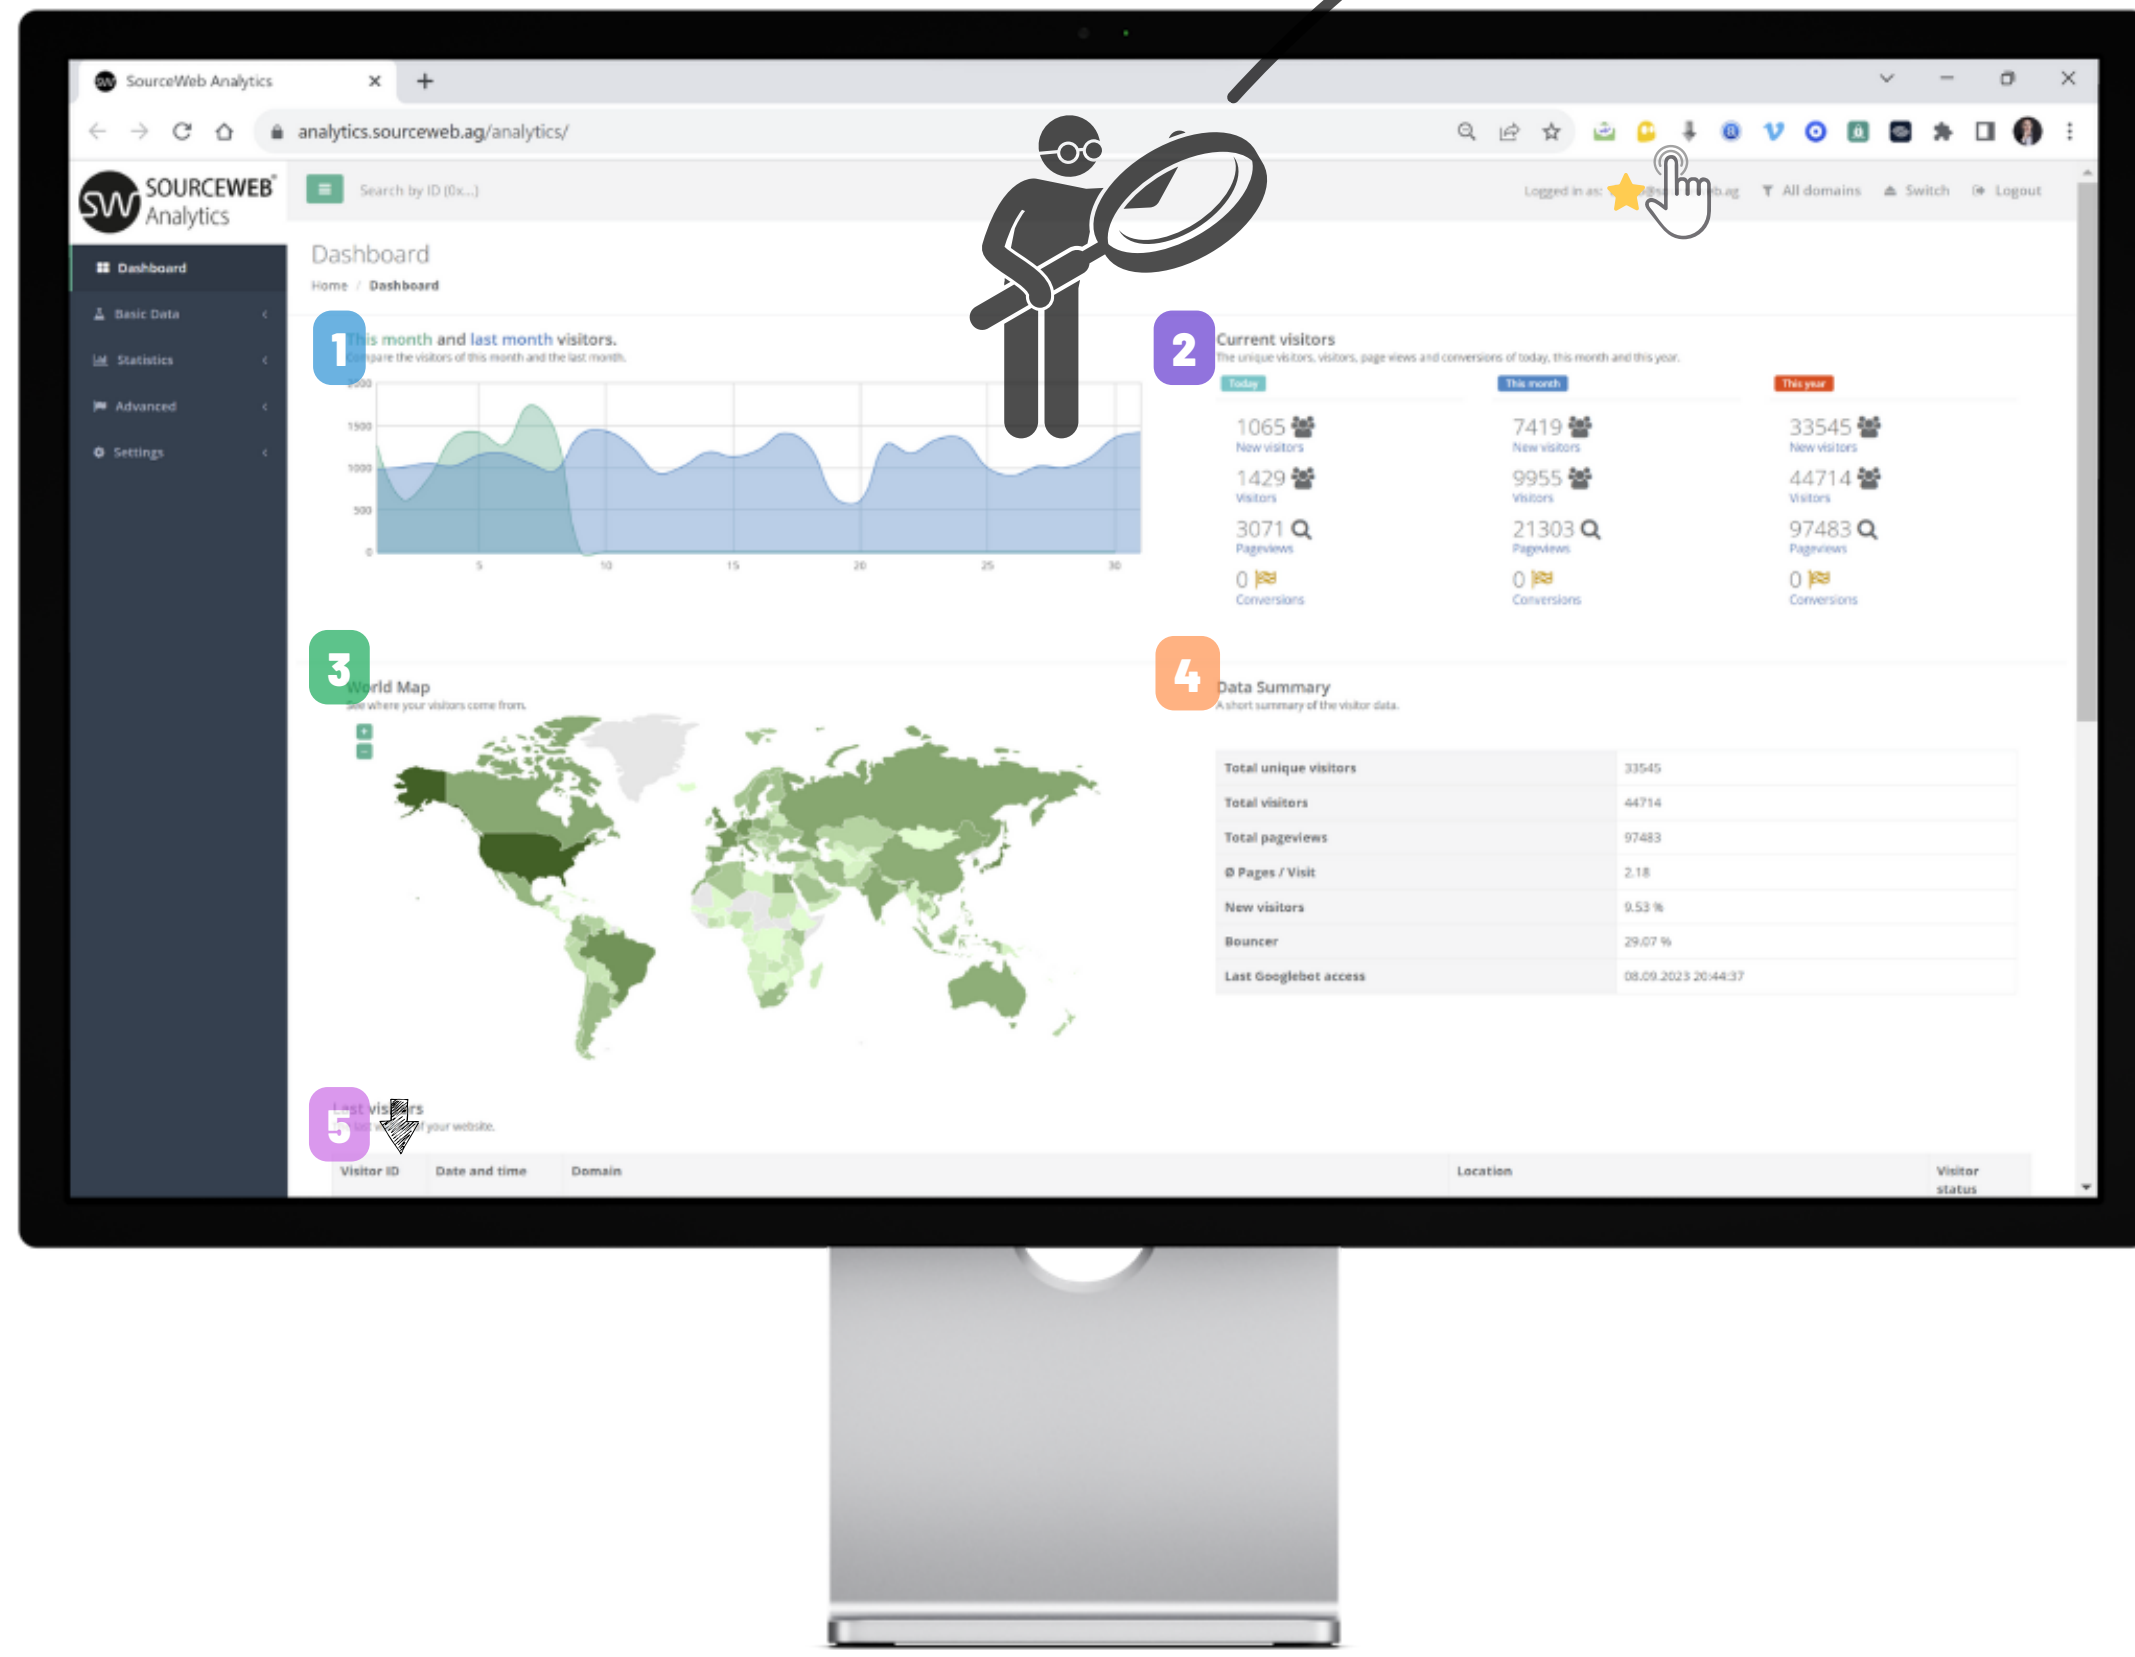 SourceWeb Analytics
analytics.sourceweb.ag/analytics/
SW SOURCEWEB®
Analytics
Search by ID (0x...)
Logged in as:
All domains
Switch
Logout
Dashboard
Basic Data
Statistics
Advanced
Settings
Dashboard
Home / Dashboard
1
This month and last month visitors.
Compare the visitors of this month and the last month.
2000
1500
1000
500
0
5 10 15 20 25 30
2
Current visitors
The unique visitors, visitors, page views and conversions of today, this month and this year.
Today This month This year
1065 7419 33545
New visitors New visitors New visitors
1429 9955 44714
Visitors Visitors Visitors
3071 21303 97483
Pageviews Pageviews Pageviews
0 0 0
Conversions Conversions Conversions
3
World Map
See where your visitors come from.
+
-
4
Data Summary
A short summary of the visitor data.
Total unique visitors 33545
Total visitors 44714
Total pageviews 97483
Ø Pages / Visit 2.18
New visitors 9.53 %
Bouncer 29.07 %
Last Googlebot access 08.09.2023 20:44:37
5
Last visitors
of your website.
Visitor ID Date and time Domain Location Visitor
status